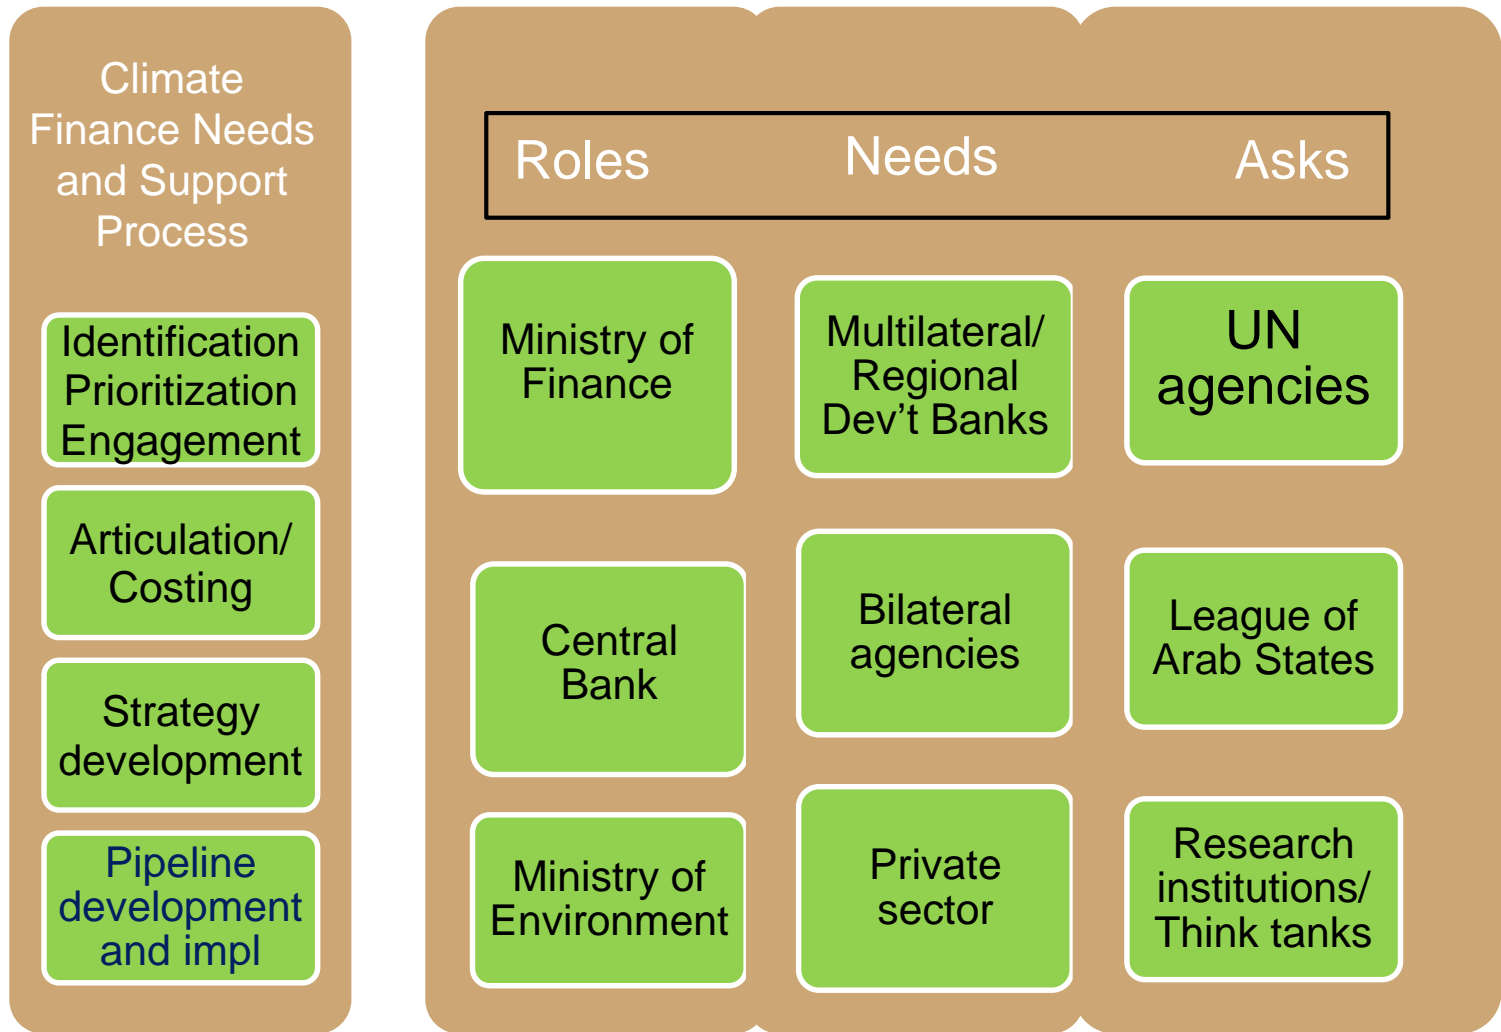 Climate
Finance Needs
and Support
Process
Identification
Prioritization
Engagement
Articulation/
Costing
Strategy
development
Pipeline
development
and impl
Roles
Needs
Asks
Ministry of
Finance
Multilateral/
Regional
Dev’t Banks
UN
agencies
Central
Bank
Bilateral
agencies
League of
Arab States
Ministry of
Environment
Private
sector
Research
institutions/
Think tanks